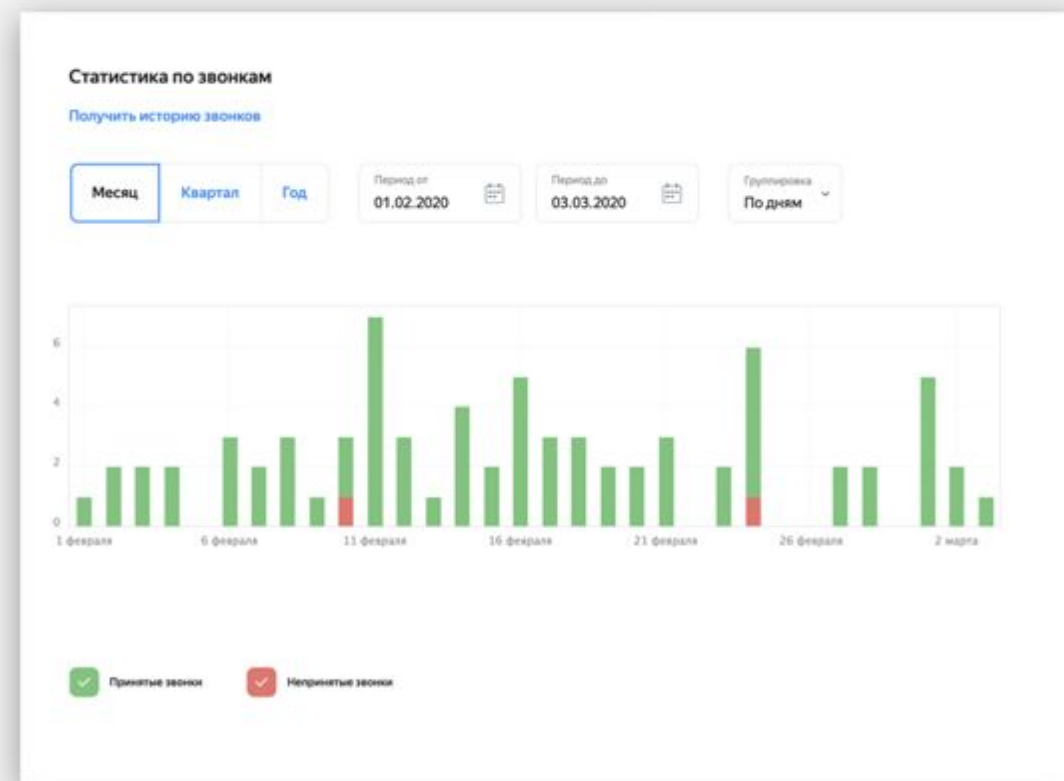 Статистика по звонкам
Получить историю звонков
Месяц Квартал Год
Период от
01.02.2020
Период до
03.03.2020
Группировка
По дням
6
4
2
0
1 февраля 6 февраля 11 февраля 16 февраля 21 февраля 26 февраля 2 марта
Принятые звонки Непринятые звонки